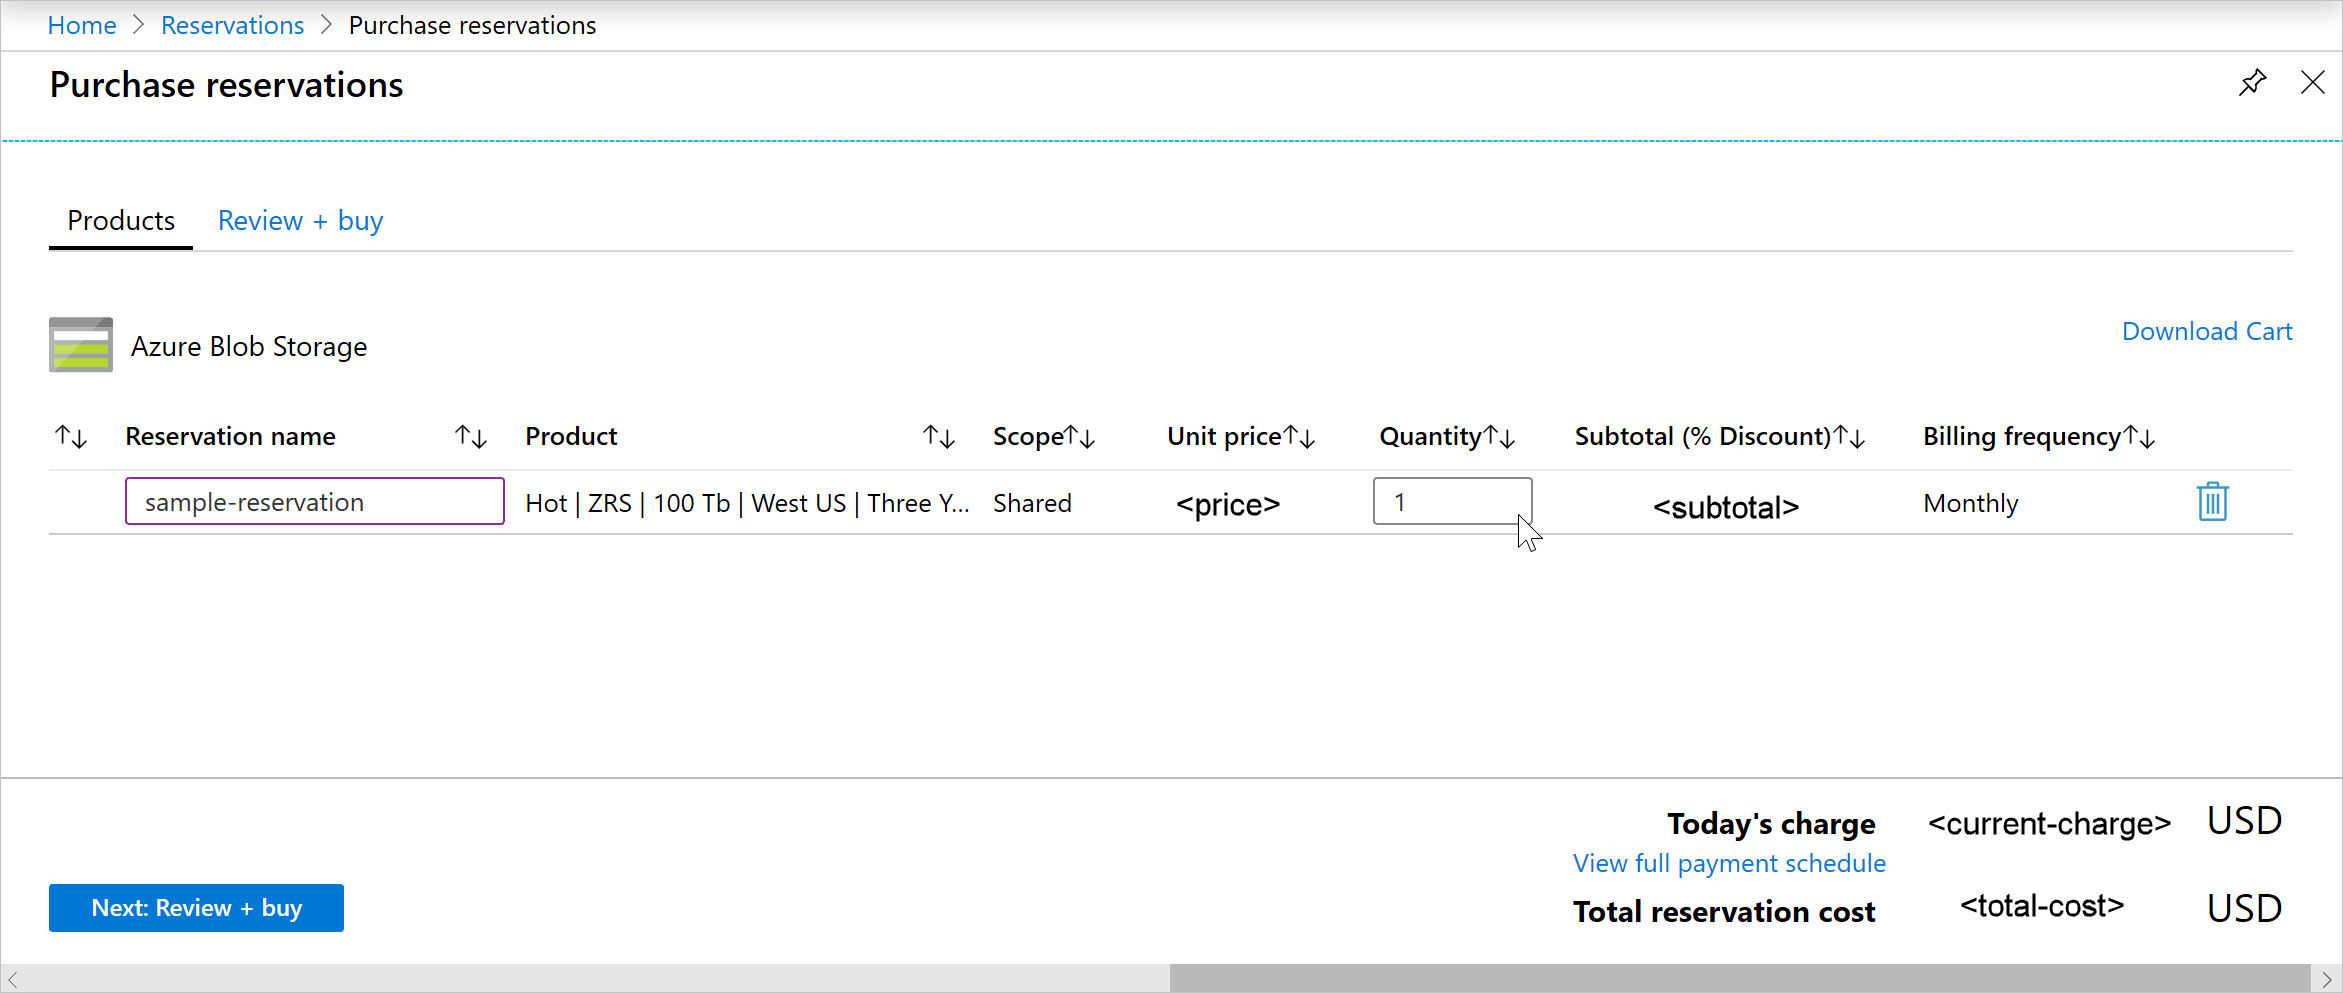 Home > Reservations > Purchase reservations
Purchase reservations
Products Review + buy
Azure Blob Storage
Download Cart
↑↓ Reservation name ↑↓ Product ↑↓ Scope↑↓ Unit price↑↓ Quantity↑↓ Subtotal (% Discount)↑↓ Billing frequency↑↓
sample-reservation Hot | ZRS | 100 Tb | West US | Three Y... Shared <price> 1 <subtotal> Monthly
Today's charge <current-charge> USD
View full payment schedule
Next: Review + buy
Total reservation cost <total-cost> USD